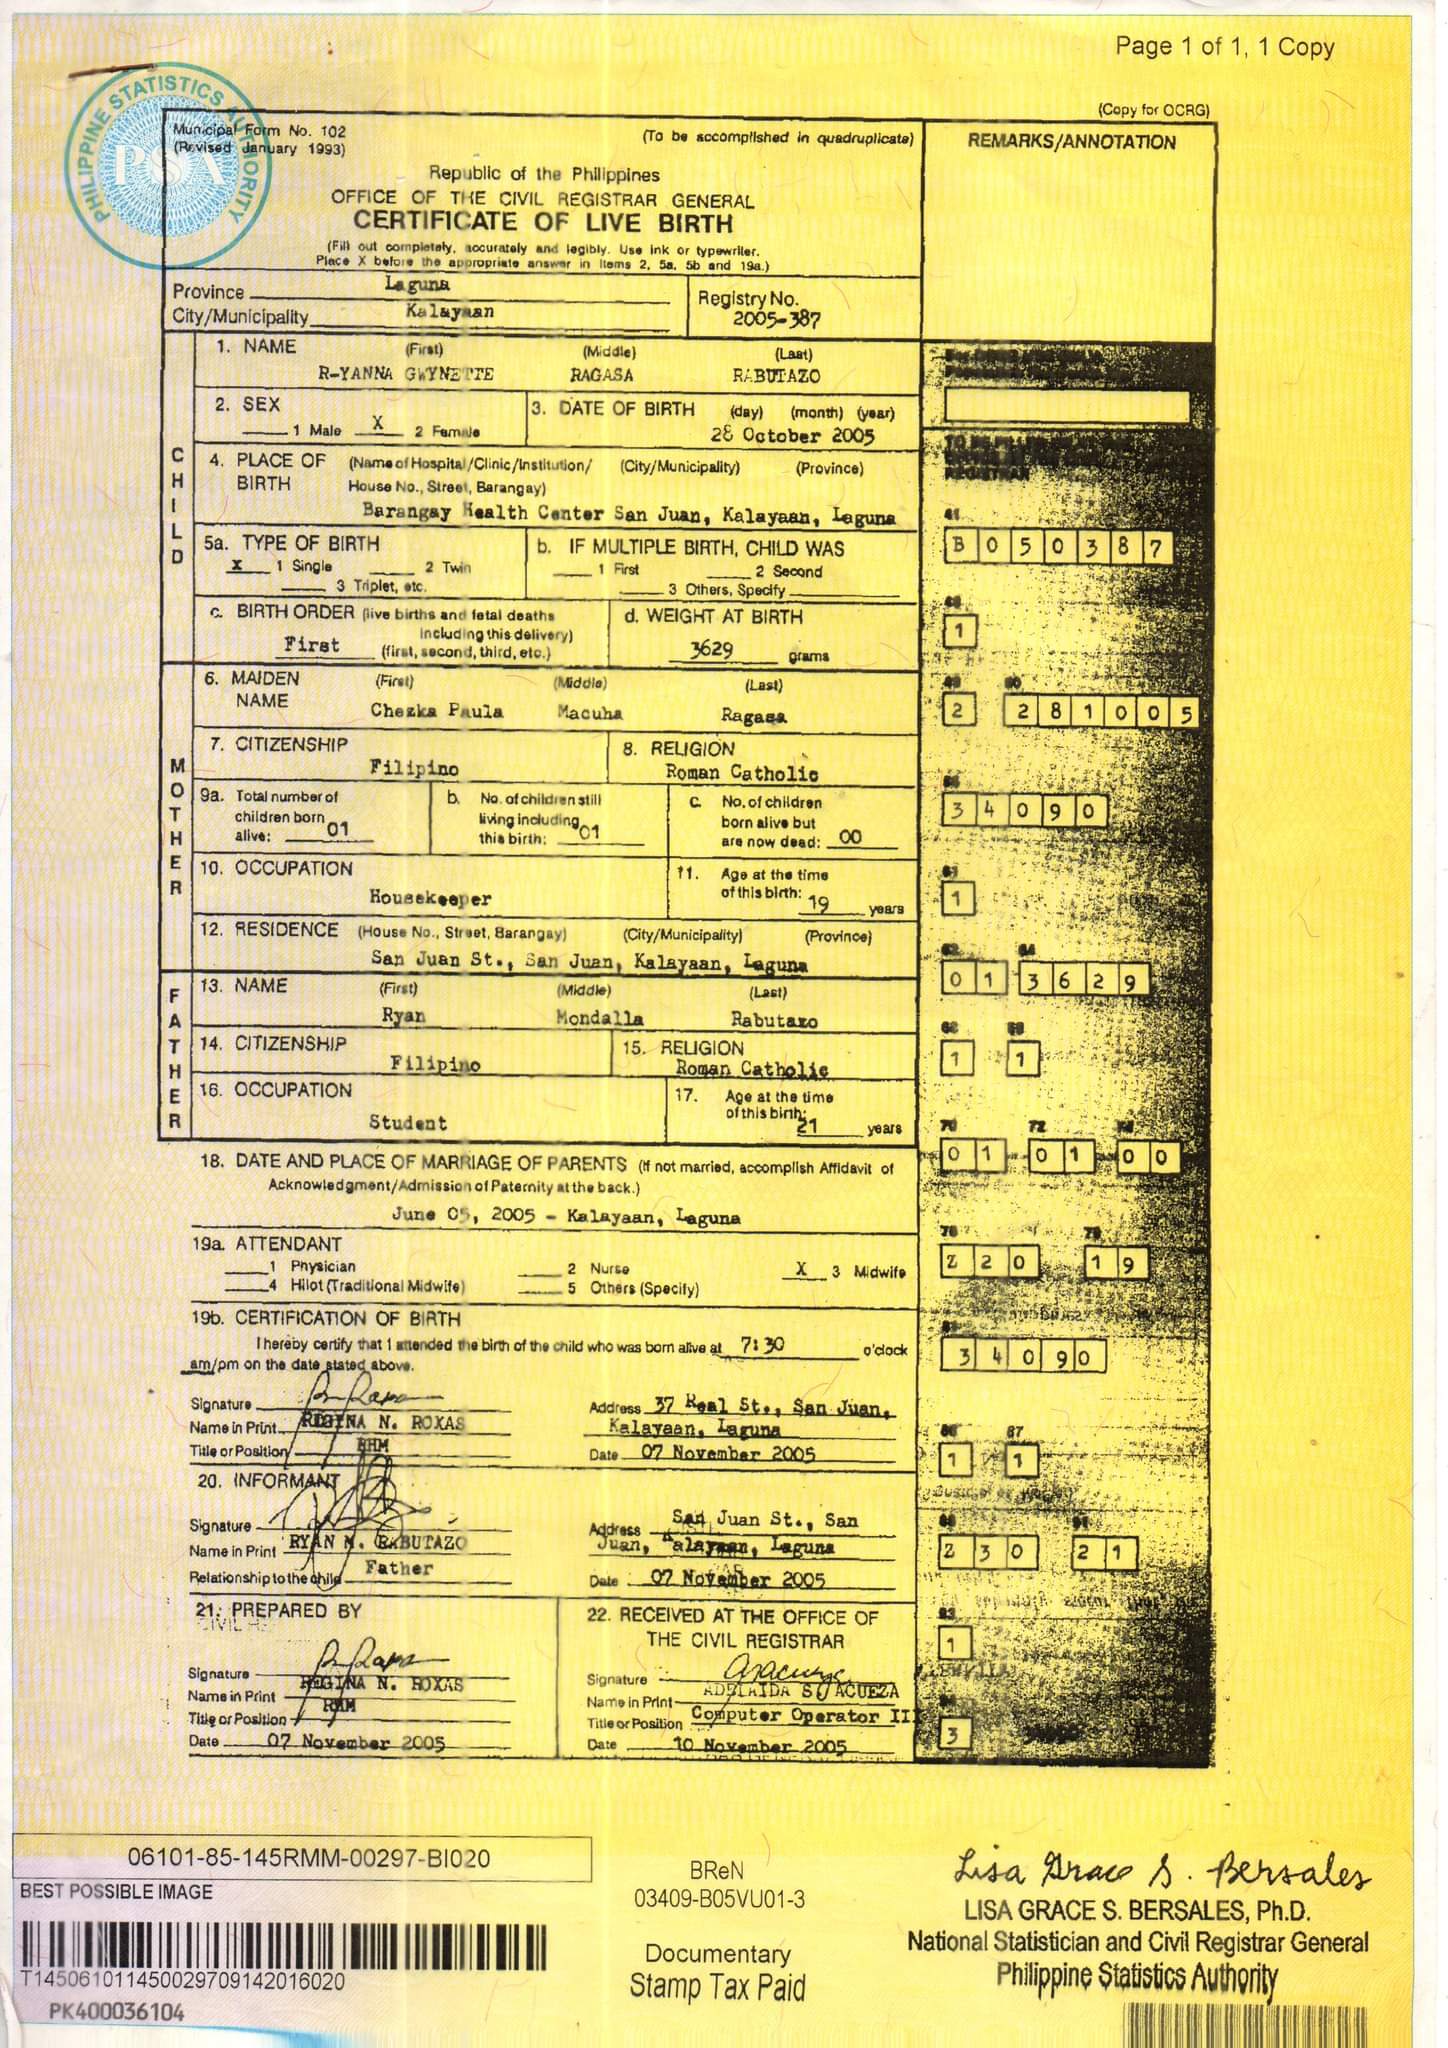 Page 1 of 1, 1 Copy
(Copy for OCRG)
PHILIPPINE STATISTICS AUTHORITY
PSA
Municipal Form No. 102
(Revised January 1993)
(To be accomplished in quadruplicate)
REMARKS/ANNOTATION
Republic of the Philippines
OFFICE OF THE CIVIL REGISTRAR GENERAL
CERTIFICATE OF LIVE BIRTH
(Fill out completely, accurately and legibly. Use ink or typewriter.
Place X before the appropriate answer in items 2, 5a, 5b and 19a.)
Province Laguna
City/Municipality Kalayaan
Registry No.
2005-387
CHILD
1. NAME (First) (Middle) (Last)
R-YANNA GWYNETTE RAGASA RABUTAZO
2. SEX
1 Male X 2 Female
3. DATE OF BIRTH (day) (month) (year)
28 October 2005
4. PLACE OF BIRTH (Name of Hospital/Clinic/Institution/ (City/Municipality) (Province)
House No., Street, Barangay)
Barangay Health Center San Juan, Kalayaan, Laguna
5a. TYPE OF BIRTH
X 1 Single 2 Twin
3 Triplet, etc.
b. IF MULTIPLE BIRTH, CHILD WAS
1 First 2 Second
3 Others, Specify
c. BIRTH ORDER (live births and fetal deaths
including this delivery)
First (first, second, third, etc.)
d. WEIGHT AT BIRTH
3629 grams
MOTHER
6. MAIDEN NAME (First) (Middle) (Last)
Chezka Paula Macuha Ragasa
7. CITIZENSHIP
Filipino
8. RELIGION
Roman Catholic
9a. Total number of
children born
alive: 01
b. No. of children still
living including
this birth: 01
c. No. of children
born alive but
are now dead: 00
10. OCCUPATION
Housekeeper
11. Age at the time
of this birth:
19 years
12. RESIDENCE (House No., Street, Barangay) (City/Municipality) (Province)
San Juan St., San Juan, Kalayaan, Laguna
FATHER
13. NAME (First) (Middle) (Last)
Ryan Mondalla Rabutazo
14. CITIZENSHIP
Filipino
15. RELIGION
Roman Catholic
16. OCCUPATION
Student
17. Age at the time
of this birth:
21 years
18. DATE AND PLACE OF MARRIAGE OF PARENTS (If not married, accomplish Affidavit of
Acknowledgment/Admission of Paternity at the back.)
June 05, 2005 - Kalayaan, Laguna
19a. ATTENDANT
1 Physician 2 Nurse X 3 Midwife
4 Hilot (Traditional Midwife) 5 Others (Specify)
19b. CERTIFICATION OF BIRTH
I hereby certify that I attended the birth of the child who was born alive at 7:30 o'clock
am/pm on the date stated above.
Signature
Name in Print REGINA N. ROXAS
Title or Position RHM
Address 37 Real St., San Juan,
Kalayaan, Laguna
Date 07 November 2005
20. INFORMANT
Signature
Name in Print RYAN M. RABUTAZO
Relationship to the child Father
Address San Juan St., San
Juan, Kalayaan, Laguna
Date 07 November 2005
21. PREPARED BY
Signature
Name in Print REGINA N. ROXAS
Title or Position RHM
Date 07 November 2005
22. RECEIVED AT THE OFFICE OF
THE CIVIL REGISTRAR
Signature
Name in Print ADELAIDA S. ACUEZA
Title or Position Computer Operator III
Date 10 November 2005
41
B 0 5 0 3 8 7
1
2 2 8 1 0 0 5
3 4 0 9 0
1
0 1 3 6 2 9
1 1
70 72 74
0 1 0 1 0 0
Z 2 0 1 9
3 4 0 9 0
87
1 1
Z 3 0 2 1
1
3
06101-85-145RMM-00297-BI020
BEST POSSIBLE IMAGE
T145061011450029709142016020
PK400036104
BReN
03409-B05VU01-3
Documentary
Stamp Tax Paid
Lisa Grace S. Bersales
LISA GRACE S. BERSALES, Ph.D.
National Statistician and Civil Registrar General
Philippine Statistics Authority